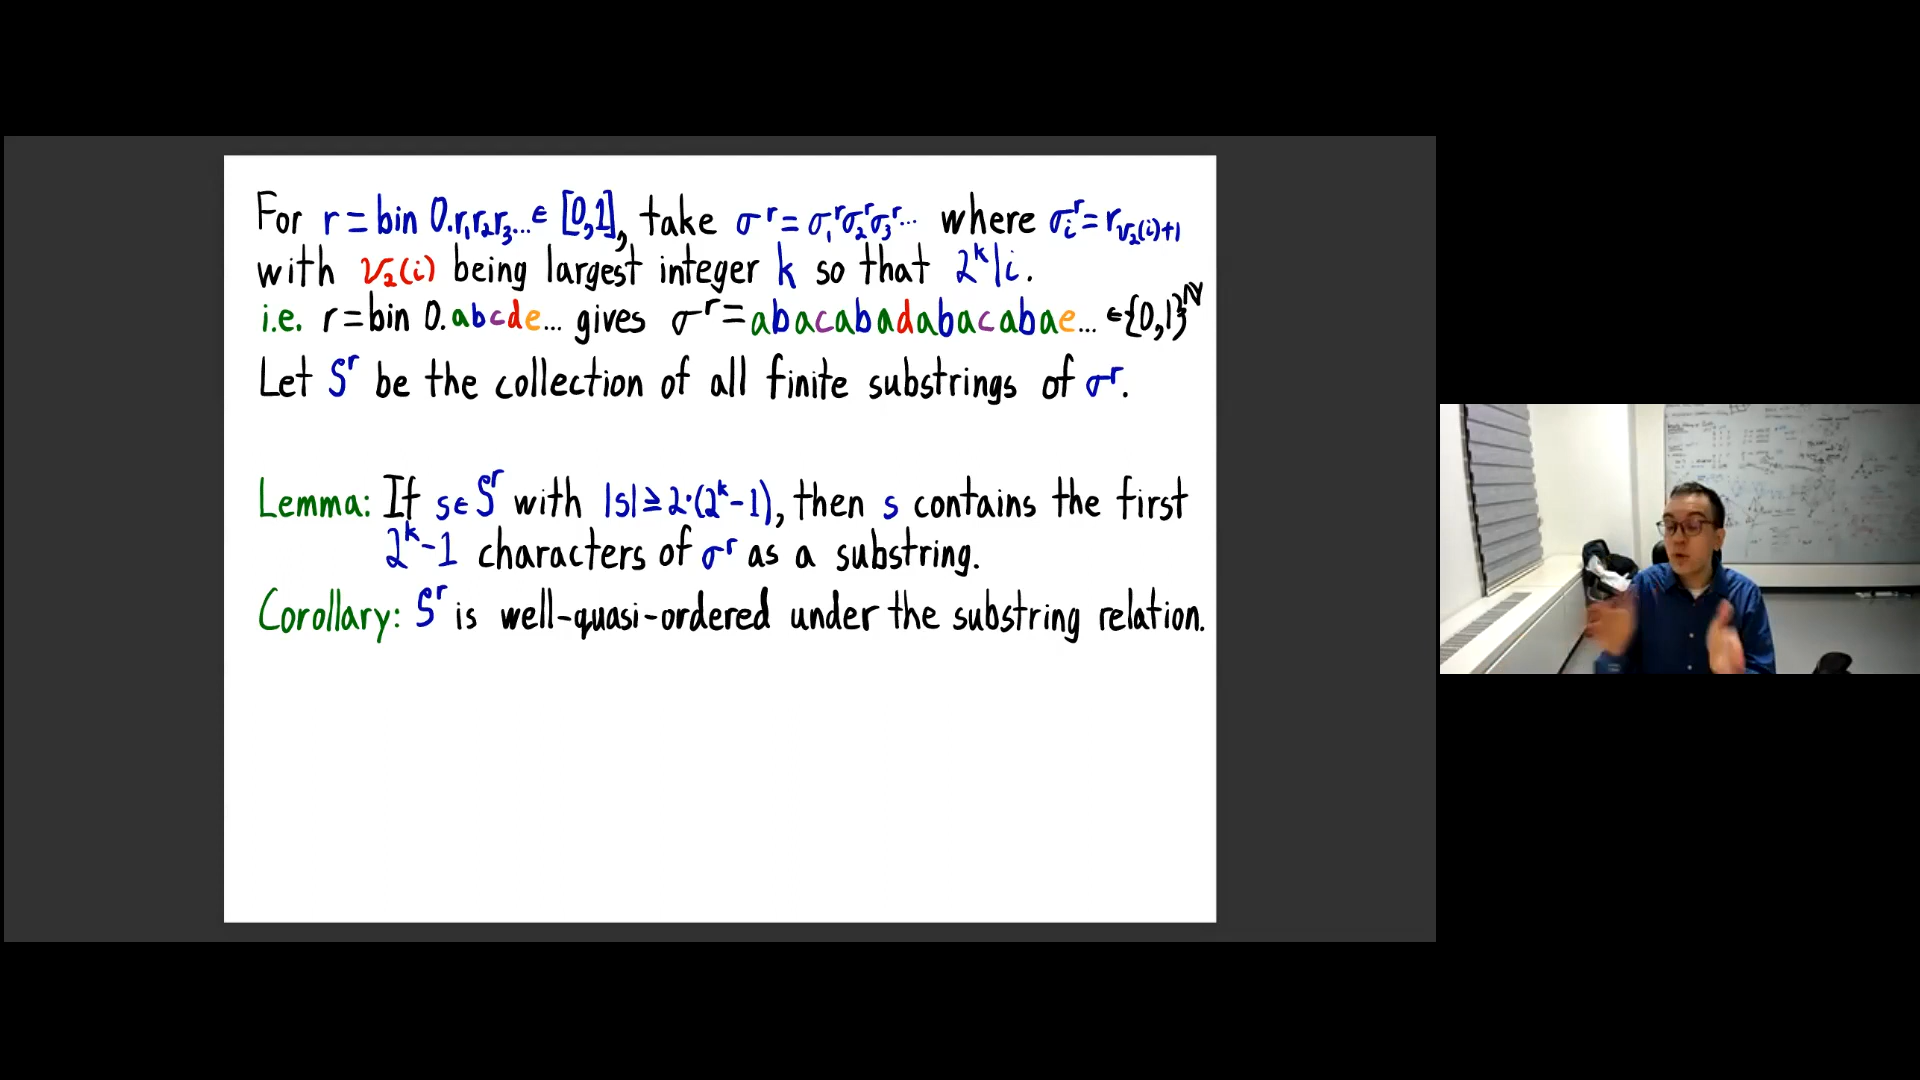 For r = bin 0.r₁r₂r₃... ∈ [0,1], take σʳ = σ₁ʳσ₂ʳσ₃ʳ... where σᵢʳ = r_{v₂(i)+1}
with v₂(i) being largest integer k so that 2ᵏ|i.
i.e. r = bin 0.abcde... gives σʳ = abacabadabacabae... ∈ {0,1}^ℕ
Let Sʳ be the collection of all finite substrings of σʳ.
Lemma: If s ∈ Sʳ with |s| ≥ 2·(2ᵏ-1), then s contains the first
2ᵏ-1 characters of σʳ as a substring.
Corollary: Sʳ is well-quasi-ordered under the substring relation.